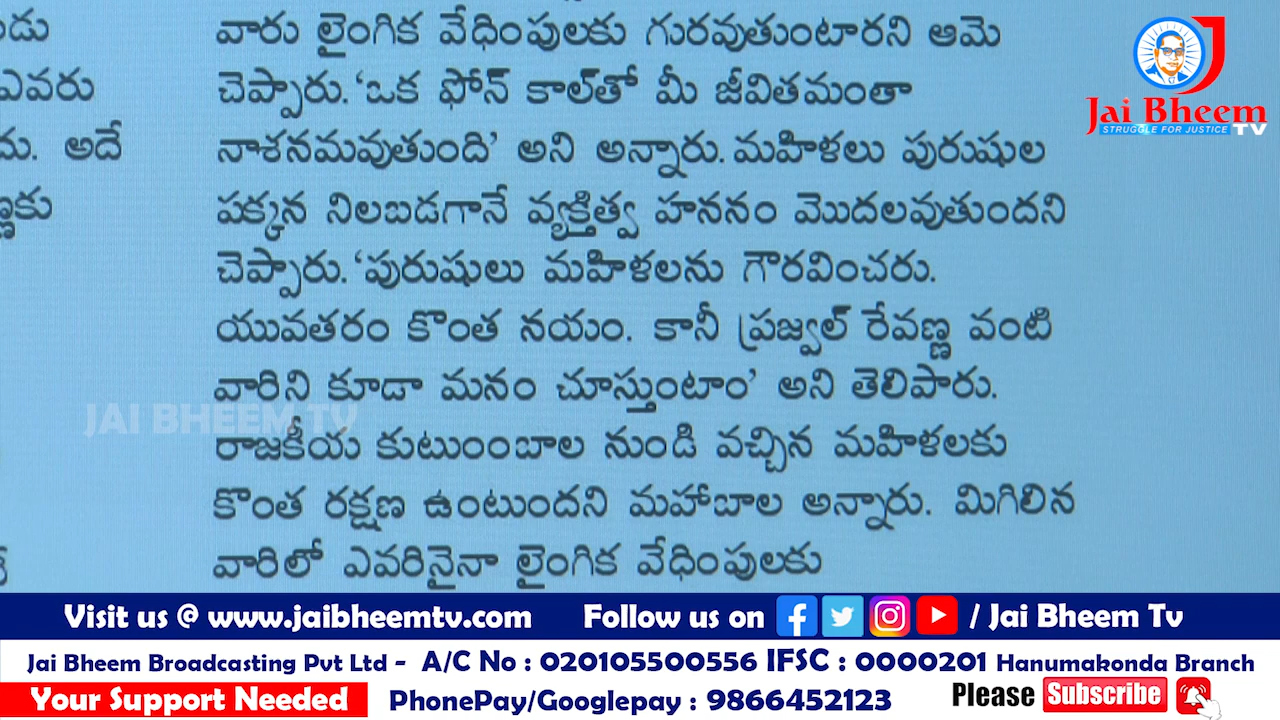 వారు లైంగిక వేధింపులకు గురవుతుంటారని ఆమె
ఎవరు చెప్పారు. ‘ఒక ఫోన్ కాల్‌తో మీ జీవితమంతా
అదే నాశనమవుతుంది’ అని అన్నారు. మహిళలు పురుషుల
పక్కన నిలబడగానే వ్యక్తిత్వ హననం మొదలవుతుందని
చెప్పారు. ‘పురుషులు మహిళలను గౌరవించరు.
యువతరం కొంత నయం. కానీ ప్రజ్వల్ రేవణ్ణ వంటి
వారిని కూడా మనం చూస్తుంటాం’ అని తెలిపారు.
రాజకీయ కుటుంంబాల నుండి వచ్చిన మహిళలకు
కొంత రక్షణ ఉంటుందని మహాబాల అన్నారు. మిగిలిన
వారిలో ఎవరినైనా లైంగిక వేధింపులకు
J
Jai Bheem
STRUGGLE FOR JUSTICE TV
JAI BHEEM TV
Visit us @ www.jaibheemtv.com Follow us on / Jai Bheem Tv
Jai Bheem Broadcasting Pvt Ltd - A/C No : 020105500556 IFSC : 0000201 Hanumakonda Branch
Your Support Needed PhonePay/Googlepay : 9866452123 Please Subscribe